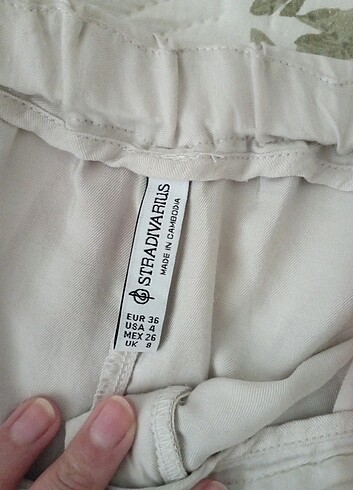 STRADIVARIUS
MADE IN CAMBODIA
EUR 36
USA 4
MEX 26
UK 8